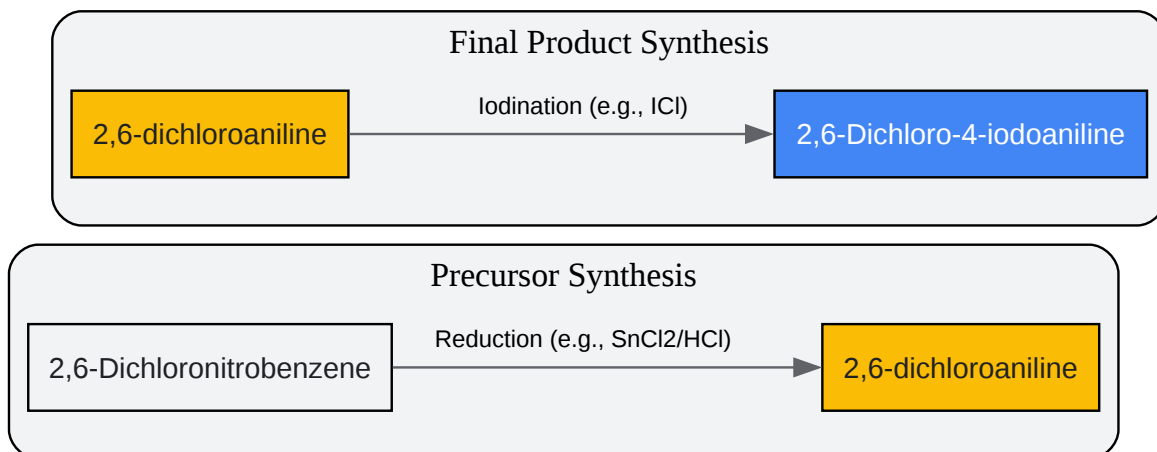 Final Product Synthesis
2,6-dichloroaniline
Iodination (e.g., ICl)
2,6-Dichloro-4-iodoaniline
Precursor Synthesis
2,6-Dichloronitrobenzene
Reduction (e.g., SnCl2/HCl)
2,6-dichloroaniline